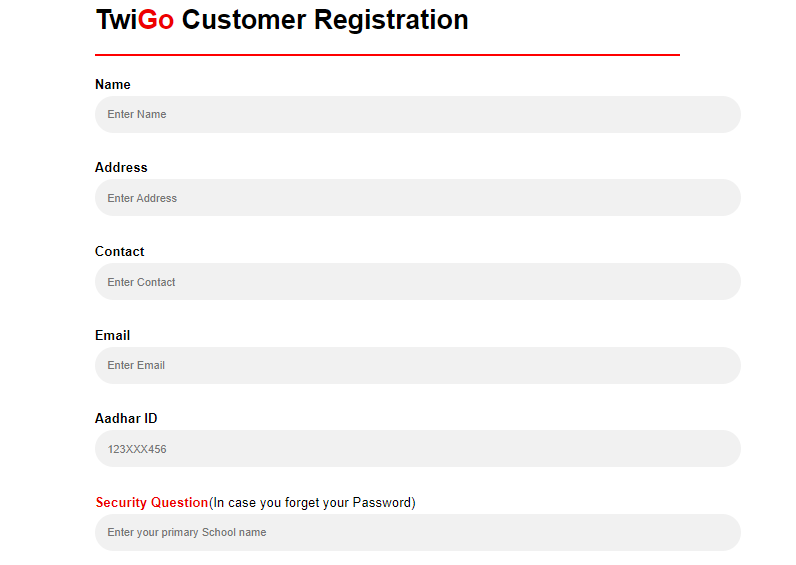 TwiGo Customer Registration
Name
Enter Name
Address
Enter Address
Contact
Enter Contact
Email
Enter Email
Aadhar ID
123XXX456
Security Question(In case you forget your Password)
Enter your primary School name